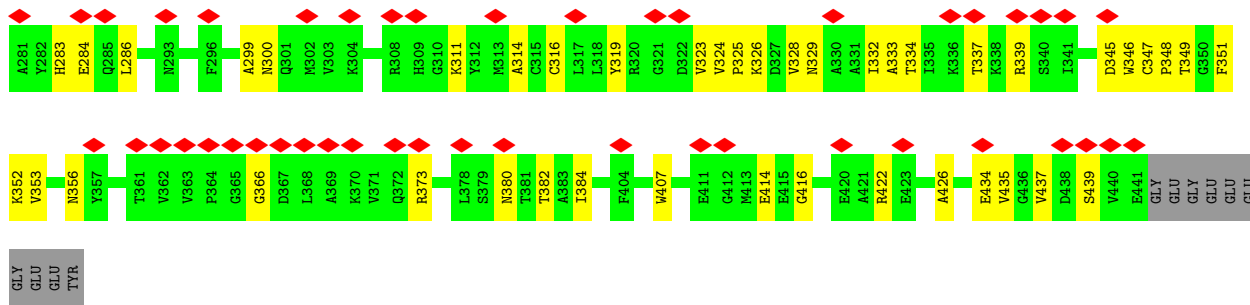 A281 Y282 H283 E284 Q285 L286 N293 F296 A299 N300 Q301 M302 V303 K304 R308 H309 G310 K311 Y312 M313 A314 C315 C316 L317 L318 Y319 R320 G321 D322 V323 V324 P325 K326 D327 V328 N329 A330 A331 I332 A333 T334 I335 K336 T337 K338 R339 S340 I341 D345 W346 C347 P348 T349 G350 F351
K352 V353 N356 Y357 T361 V362 V363 P364 G365 G366 D367 L368 A369 K370 V371 Q372 R373 L378 S379 N380 T381 T382 A383 I384 F404 W407 E411 G412 M413 E414 E415 G416 E420 A421 R422 E423 A426 E434 V435 G436 V437 D438 S439 V440 E441 GLY GLU GLY GLU GLU GLU
GLY GLU GLU TYR